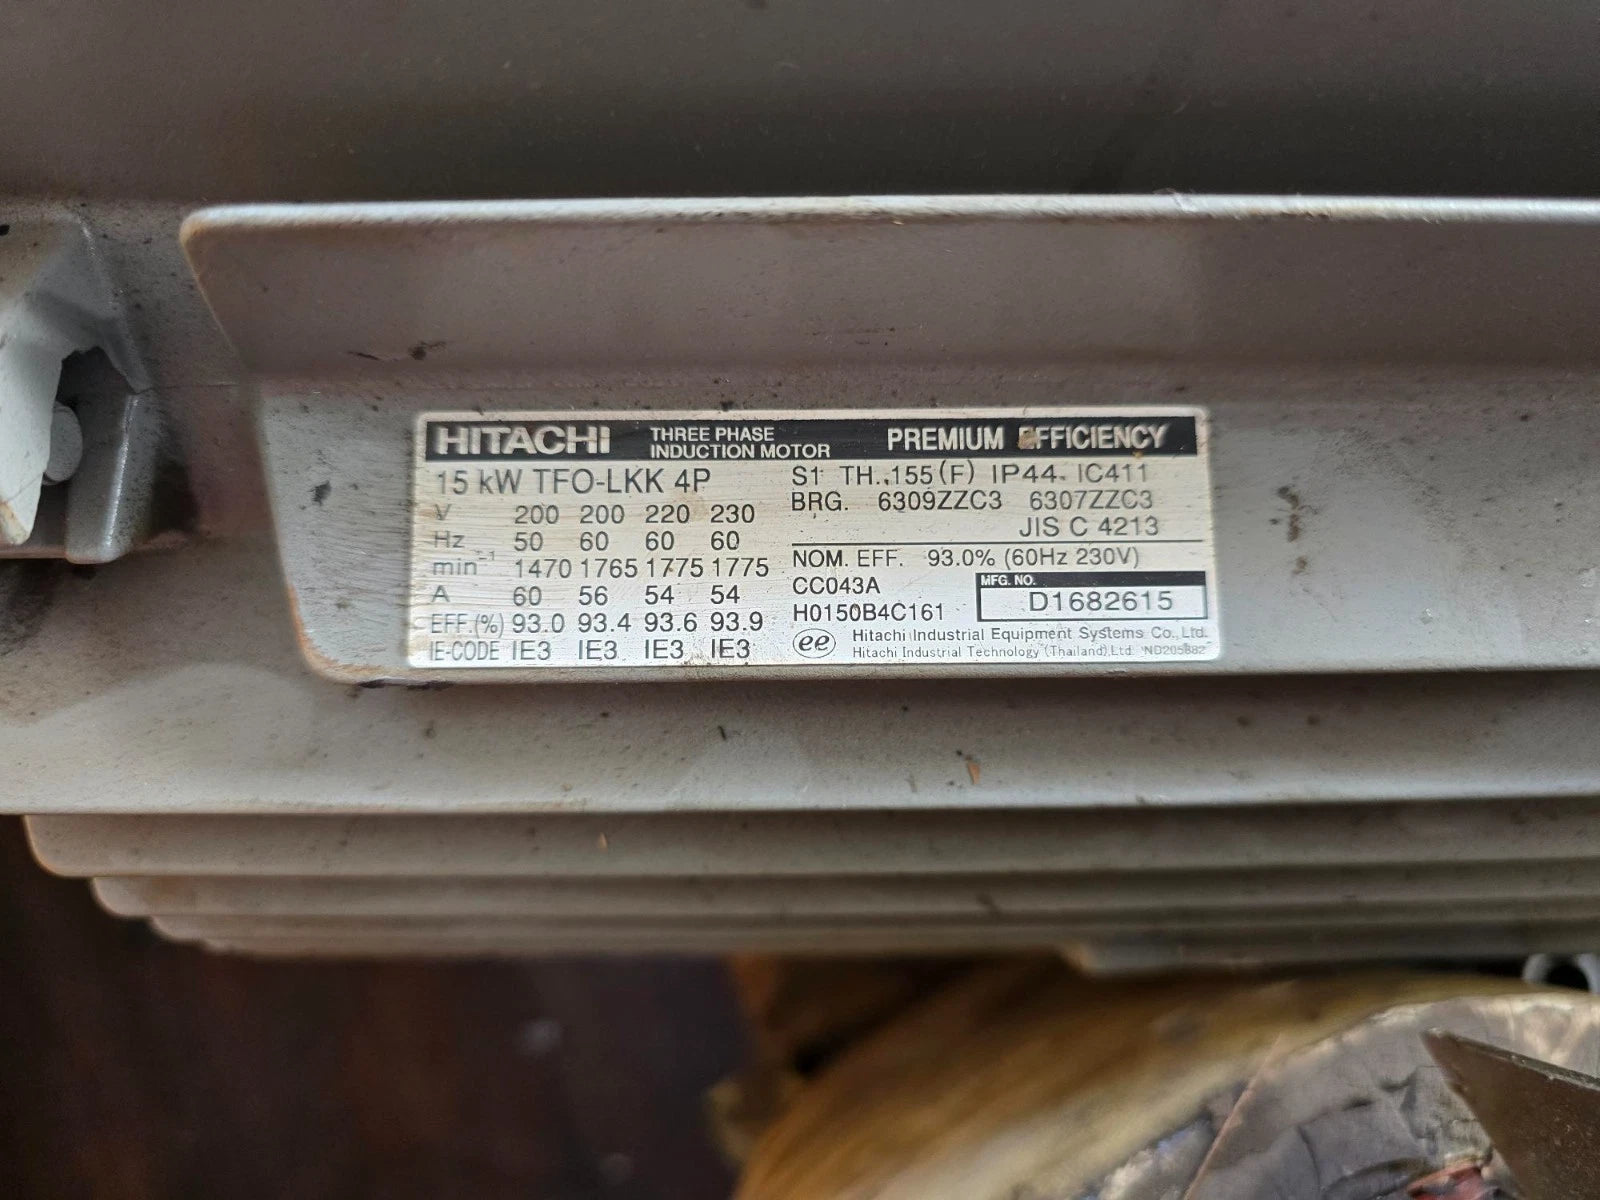 HITACHI THREE PHASE INDUCTION MOTOR PREMIUM EFFICIENCY
15 kW TFO-LKK 4P
V 200 200 220 230
Hz 50 60 60 60
min⁻¹ 1470 1765 1775 1775
A 60 56 54 54
EFF.(%) 93.0 93.4 93.6 93.9
IE-CODE IE3 IE3 IE3 IE3
S1 TH.155(F) IP44 IC411
BRG. 6309ZZC3 6307ZZC3
JIS C 4213
NOM. EFF. 93.0% (60Hz 230V)
CC043A
H0150B4C161
MFG. NO.
D1682615
ee Hitachi Industrial Equipment Systems Co.,Ltd.
Hitachi Industrial Technology (Thailand),Ltd.